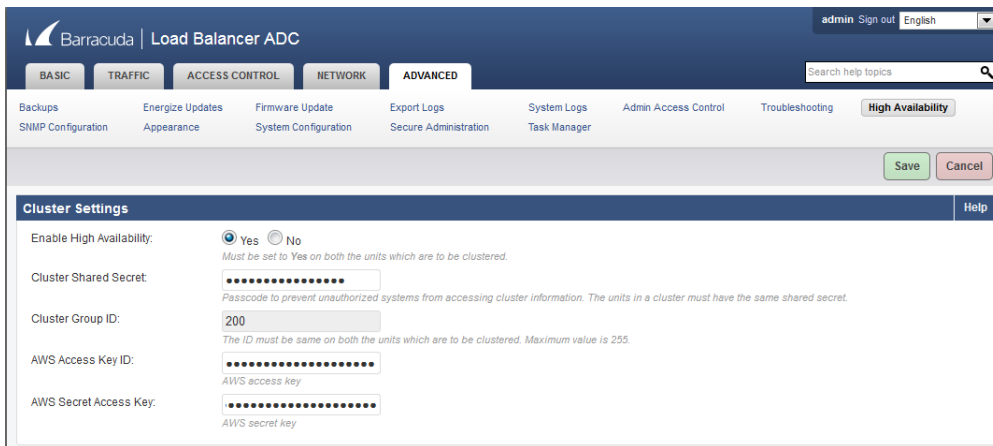 admin Sign out English
Barracuda | Load Balancer ADC
BASIC TRAFFIC ACCESS CONTROL NETWORK ADVANCED Search help topics
Backups Energize Updates Firmware Update Export Logs System Logs Admin Access Control Troubleshooting High Availability
SNMP Configuration Appearance System Configuration Secure Administration Task Manager
Save Cancel
Cluster Settings Help
Enable High Availability: Yes No
Must be set to Yes on both the units which are to be clustered.
Cluster Shared Secret: ●●●●●●●●●●●●●●●●
Passcode to prevent unauthorized systems from accessing cluster information. The units in a cluster must have the same shared secret.
Cluster Group ID: 200
The ID must be same on both the units which are to be clustered. Maximum value is 255.
AWS Access Key ID: ●●●●●●●●●●●●●●●●●●●●
AWS access key
AWS Secret Access Key: ●●●●●●●●●●●●●●●●●●●●
AWS secret key